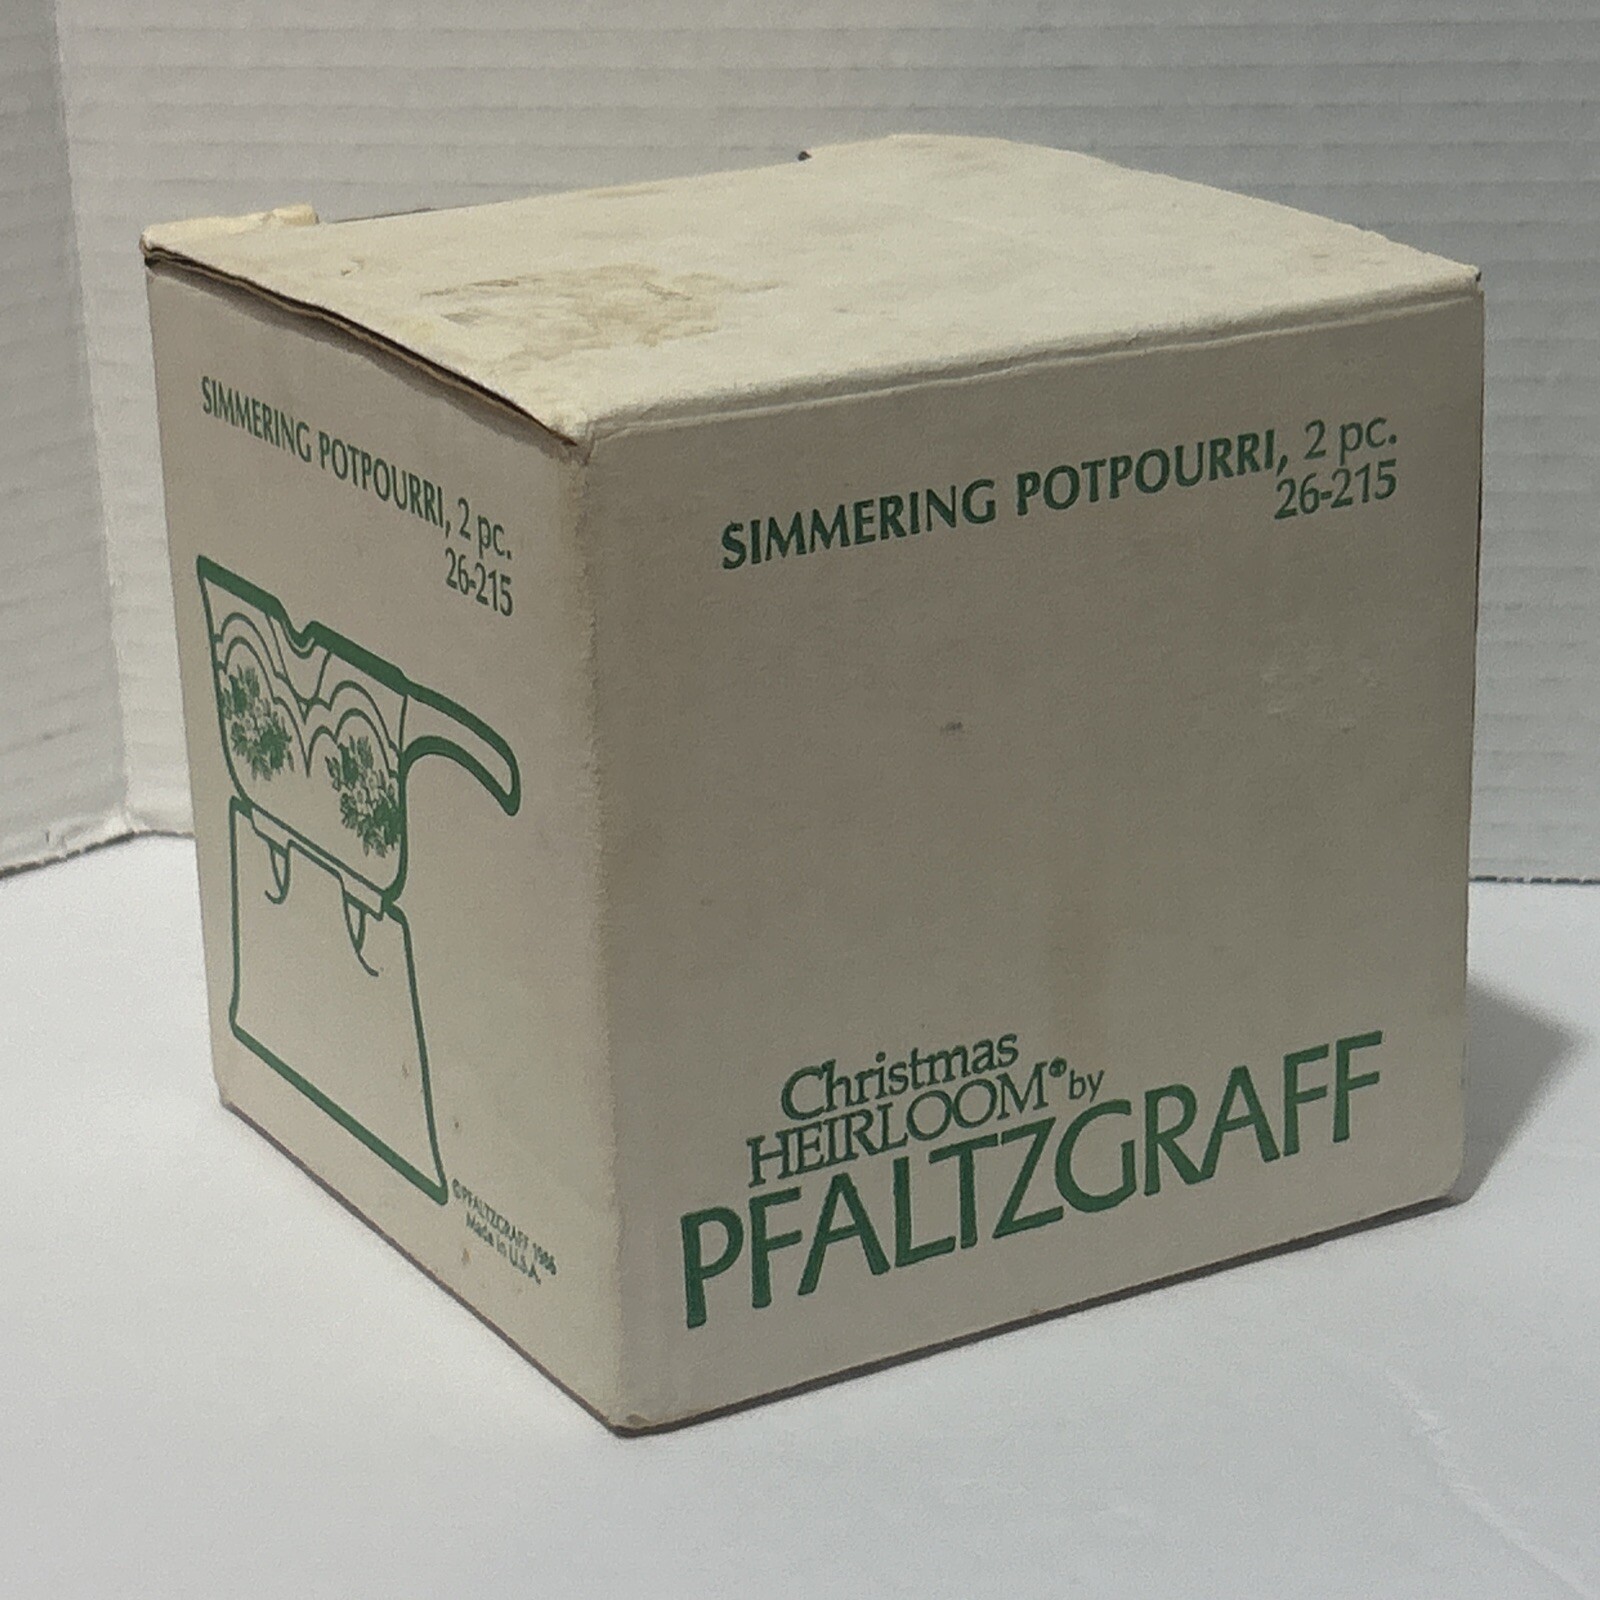 SIMMERING POTPOURRI, 2 pc.
26-215
©PFALTZGRAFF 1986
Made in U.S.A.
SIMMERING POTPOURRI, 2 pc.
26-215
Christmas
HEIRLOOM® by
PFALTZGRAFF